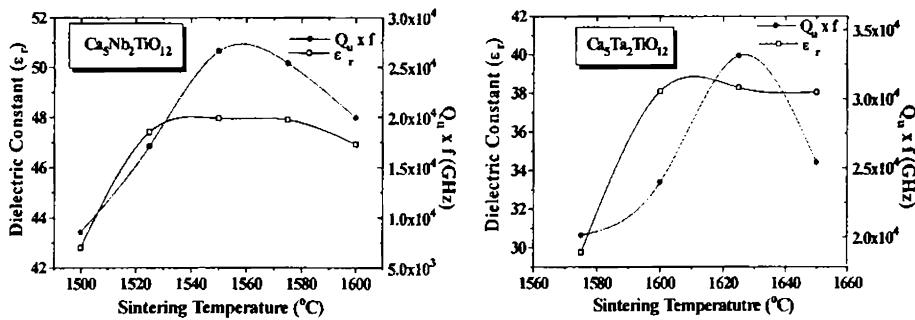 Ca5Nb2TiO12
Qu x f
εr
Dielectric Constant (εr)
52
50
48
46
44
42
1500 1520 1540 1560 1580 1600
Sintering Temperature (°C)
3.0x10^4
2.5x10^4
2.0x10^4
1.5x10^4
1.0x10^4
5.0x10^3
Qu x f (GHz)
Ca5Ta2TiO12
Qu x f
εr
Dielectric Constant (εr)
42
40
38
36
34
32
30
1560 1580 1600 1620 1640 1660
Sintering Temperatutre (°C)
3.5x10^4
3.0x10^4
2.5x10^4
2.0x10^4
Qu x f (GHz)